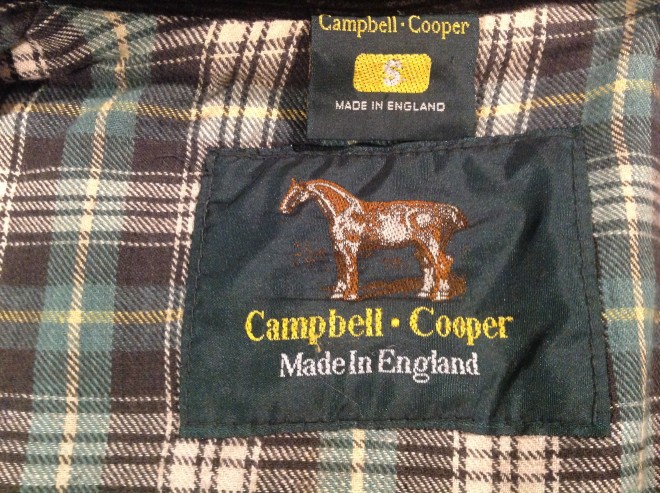 Campbell · Cooper
S
MADE IN ENGLAND
Campbell · Cooper
Made In England